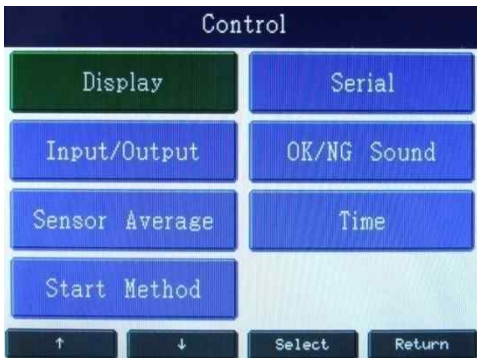 Control
Display
Serial
Input/Output
OK/NG Sound
Sensor Average
Time
Start Method
↑ ↓ Select Return